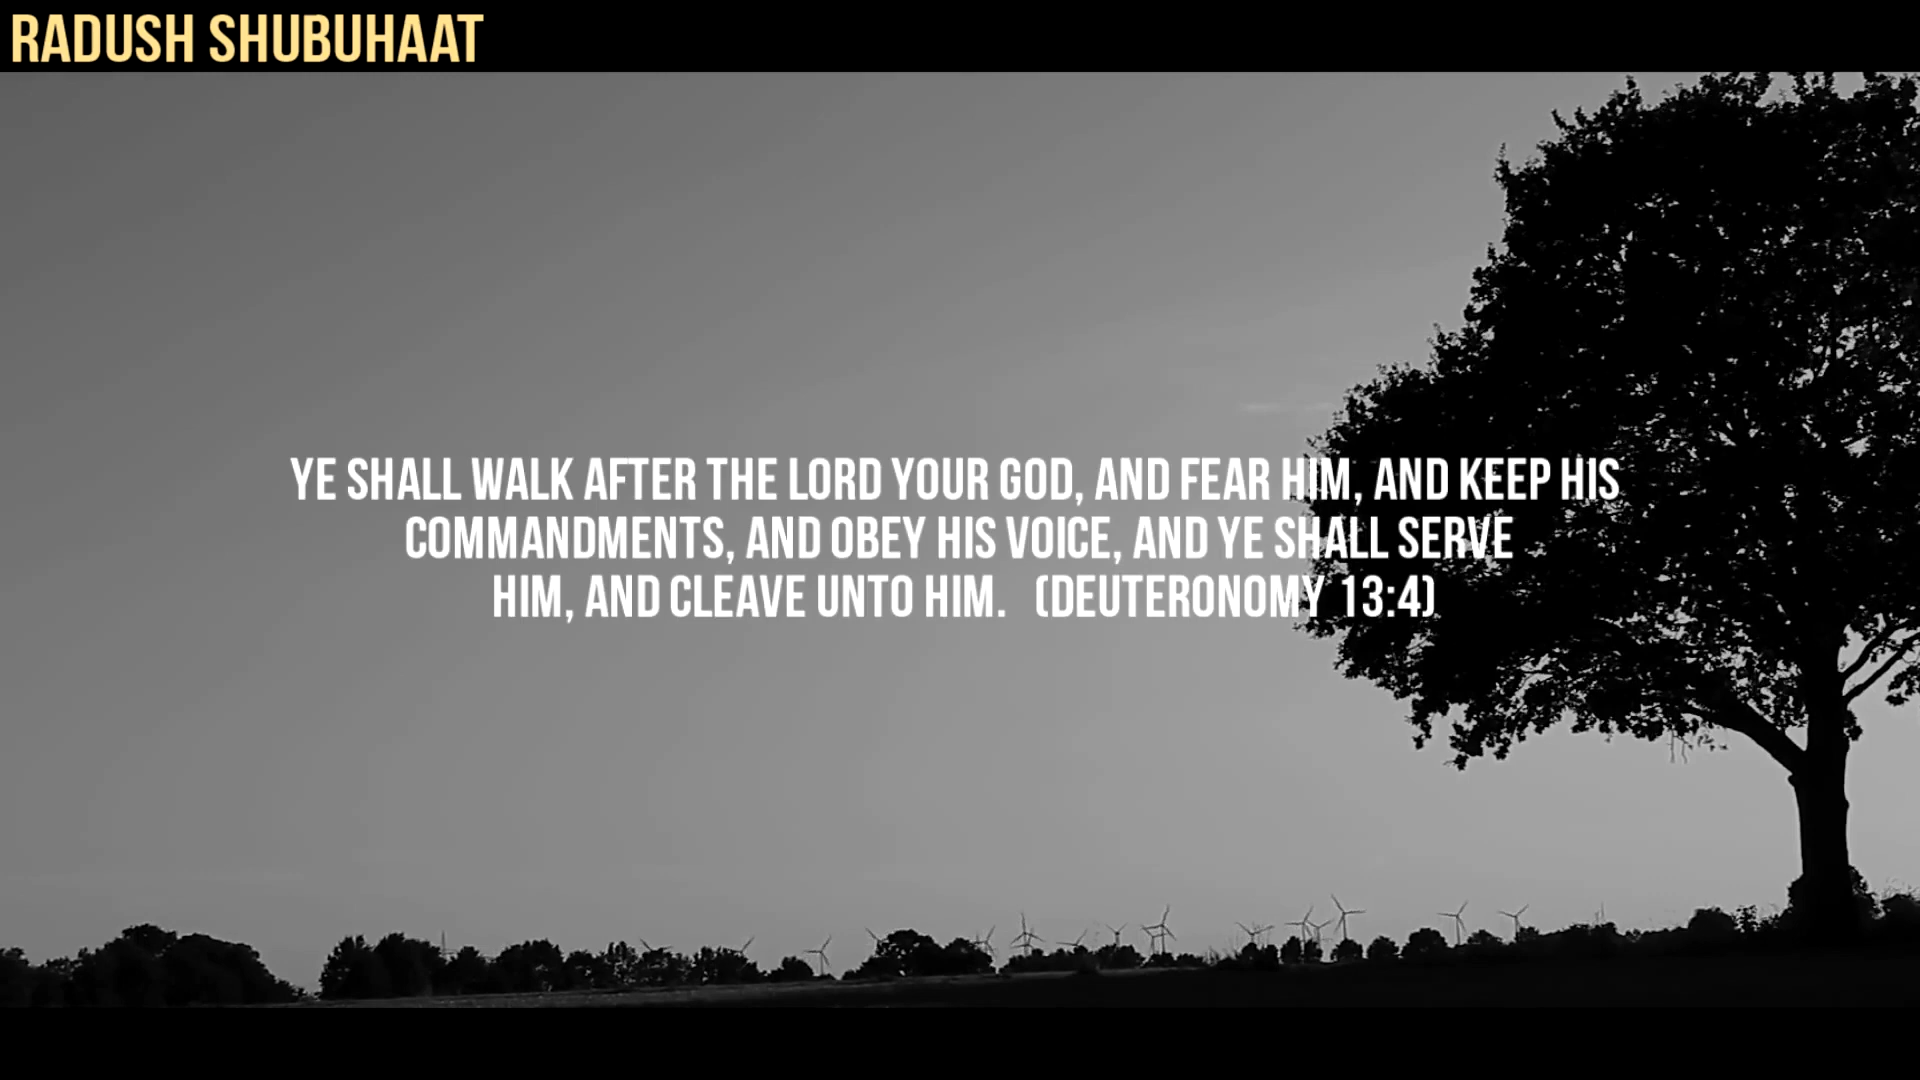 RADUSH SHUBUHAAT
YE SHALL WALK AFTER THE LORD YOUR GOD, AND FEAR HIM, AND KEEP HIS
COMMANDMENTS, AND OBEY HIS VOICE, AND YE SHALL SERVE
HIM, AND CLEAVE UNTO HIM. (DEUTERONOMY 13:4)